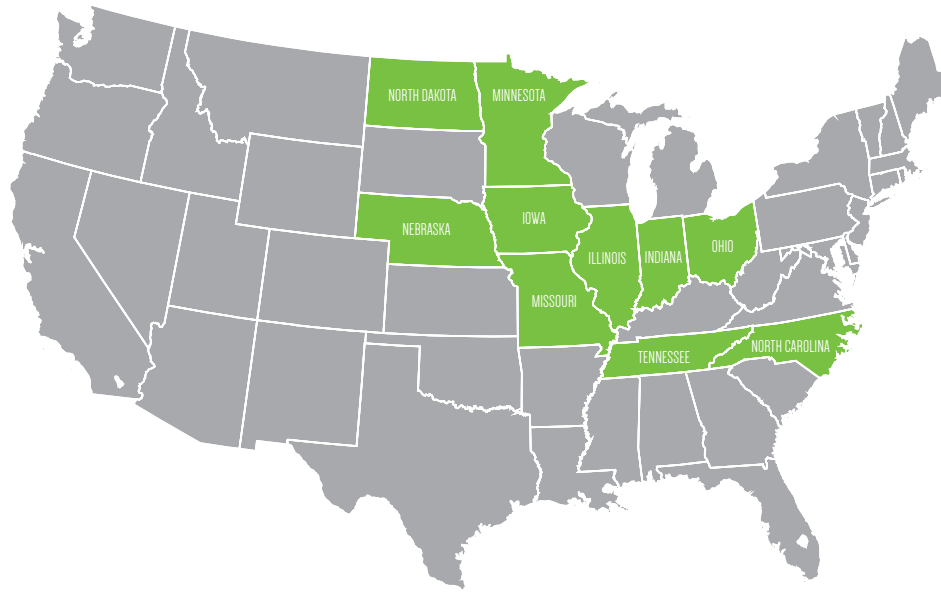 NORTH DAKOTA
MINNESOTA
NEBRASKA
IOWA
ILLINOIS
INDIANA
OHIO
MISSOURI
TENNESSEE
NORTH CAROLINA